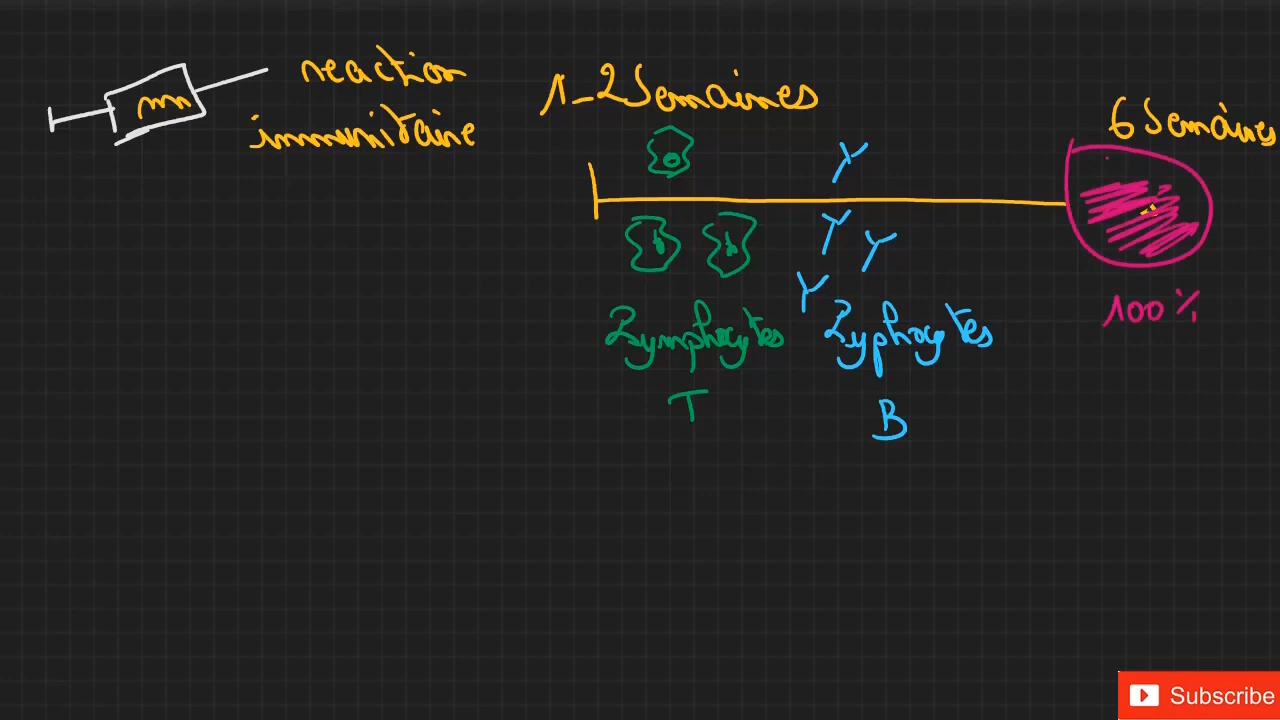 reaction
immunitaire
1-2 Semaines
6 Semaines
Lymphocytes
T
Lyphocytes
B
100%
Subscribe